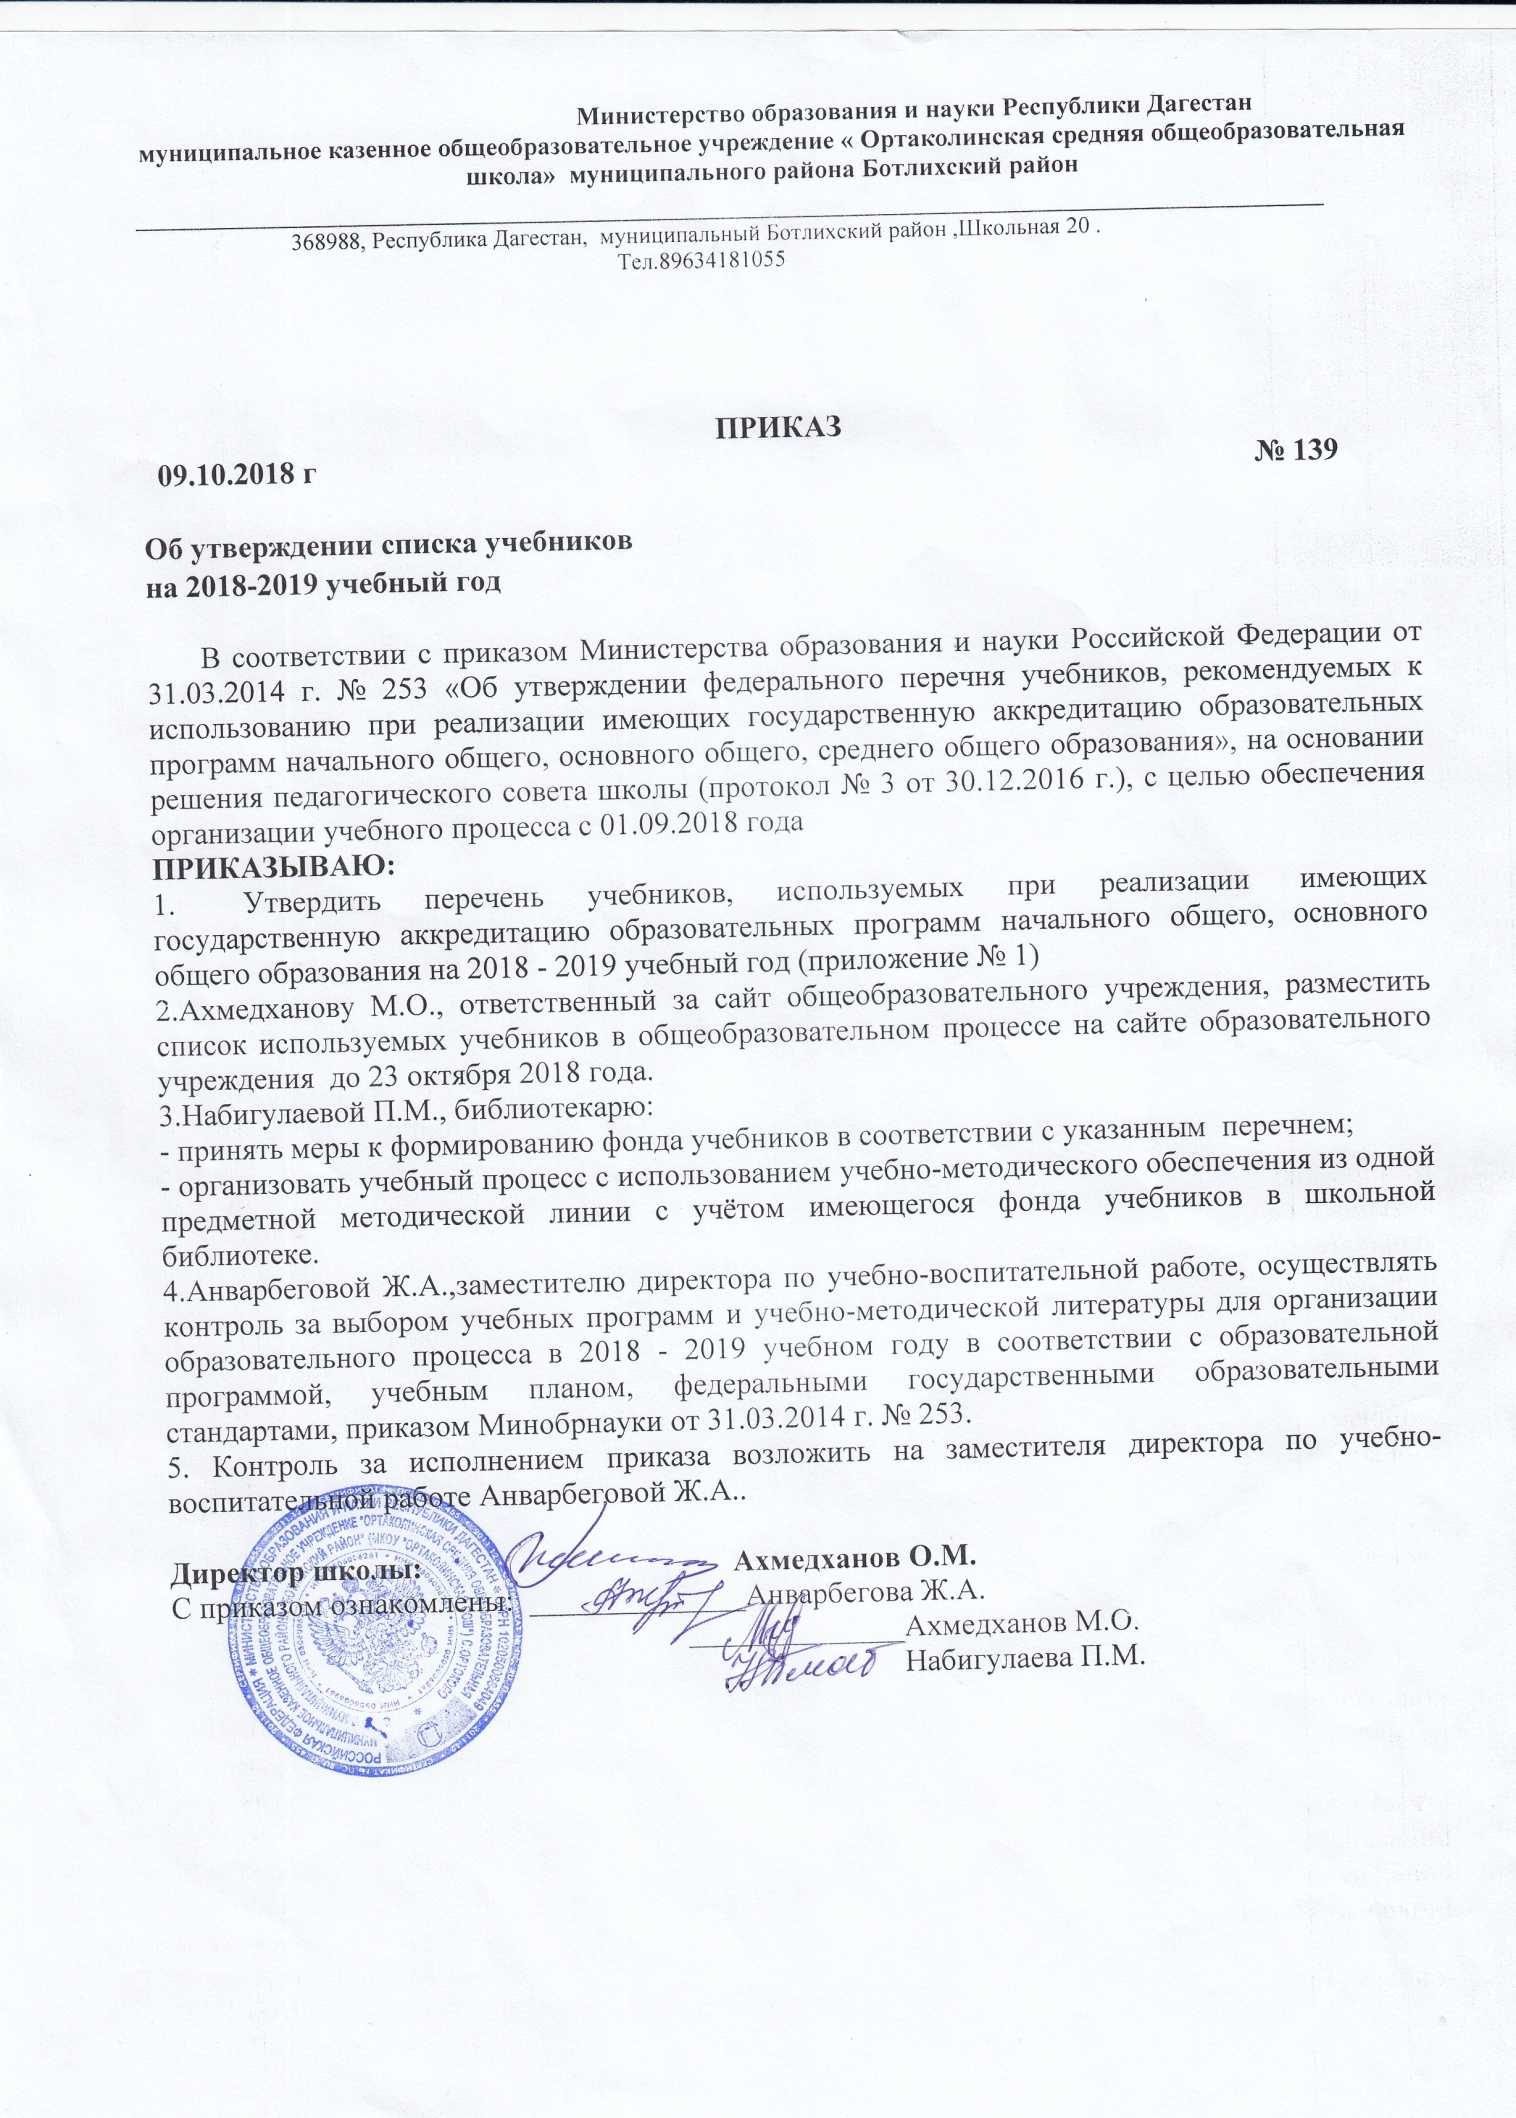 Министерство образования и науки Республики Дагестан
муниципальное казенное общеобразовательное учреждение « Ортаколинская средняя общеобразовательная
школа»  муниципального района Ботлихский район
368988, Республика Дагестан,  муниципальный Ботлихский район ,Школьная 20 .
Тел.89634181055
ПРИКАЗ
09.10.2018 г № 139
Об утверждении списка учебников
на 2018-2019 учебный год
В соответствии с приказом Министерства образования и науки Российской Федерации от
31.03.2014 г. № 253 «Об утверждении федерального перечня учебников, рекомендуемых к
использованию при реализации имеющих государственную аккредитацию образовательных
программ начального общего, основного общего, среднего общего образования», на основании
решения педагогического совета школы (протокол № 3 от 30.12.2016 г.), с целью обеспечения
организации учебного процесса с 01.09.2018 года
ПРИКАЗЫВАЮ:
1. Утвердить перечень учебников, используемых при реализации имеющих
государственную аккредитацию образовательных программ начального общего, основного
общего образования на 2018 - 2019 учебный год (приложение № 1)
2.Ахмедханову М.О., ответственный за сайт общеобразовательного учреждения, разместить
список используемых учебников в общеобразовательном процессе на сайте образовательного
учреждения  до 23 октября 2018 года.
3.Набигулаевой П.М., библиотекарю:
- принять меры к формированию фонда учебников в соответствии с указанным  перечнем;
- организовать учебный процесс с использованием учебно-методического обеспечения из одной
предметной методической линии с учётом имеющегося фонда учебников в школьной
библиотеке.
4.Анварбеговой Ж.А.,заместителю директора по учебно-воспитательной работе, осуществлять
контроль за выбором учебных программ и учебно-методической литературы для организации
образовательного процесса в 2018 - 2019 учебном году в соответствии с образовательной
программой, учебным планом, федеральными государственными образовательными
стандартами, приказом Минобрнауки от 31.03.2014 г. № 253.
5. Контроль за исполнением приказа возложить на заместителя директора по учебно-
воспитательной работе Анварбеговой Ж.А..
Директор школы: Ахмедханов О.М.
С приказом ознакомлены: Анварбегова Ж.А.
Ахмедханов М.О.
Набигулаева П.М.
РОССИЙСКАЯ ФЕДЕРАЦИЯ * МИНИСТЕРСТВО ОБРАЗОВАНИЯ И НАУКИ РЕСПУБЛИКИ ДАГЕСТАН *